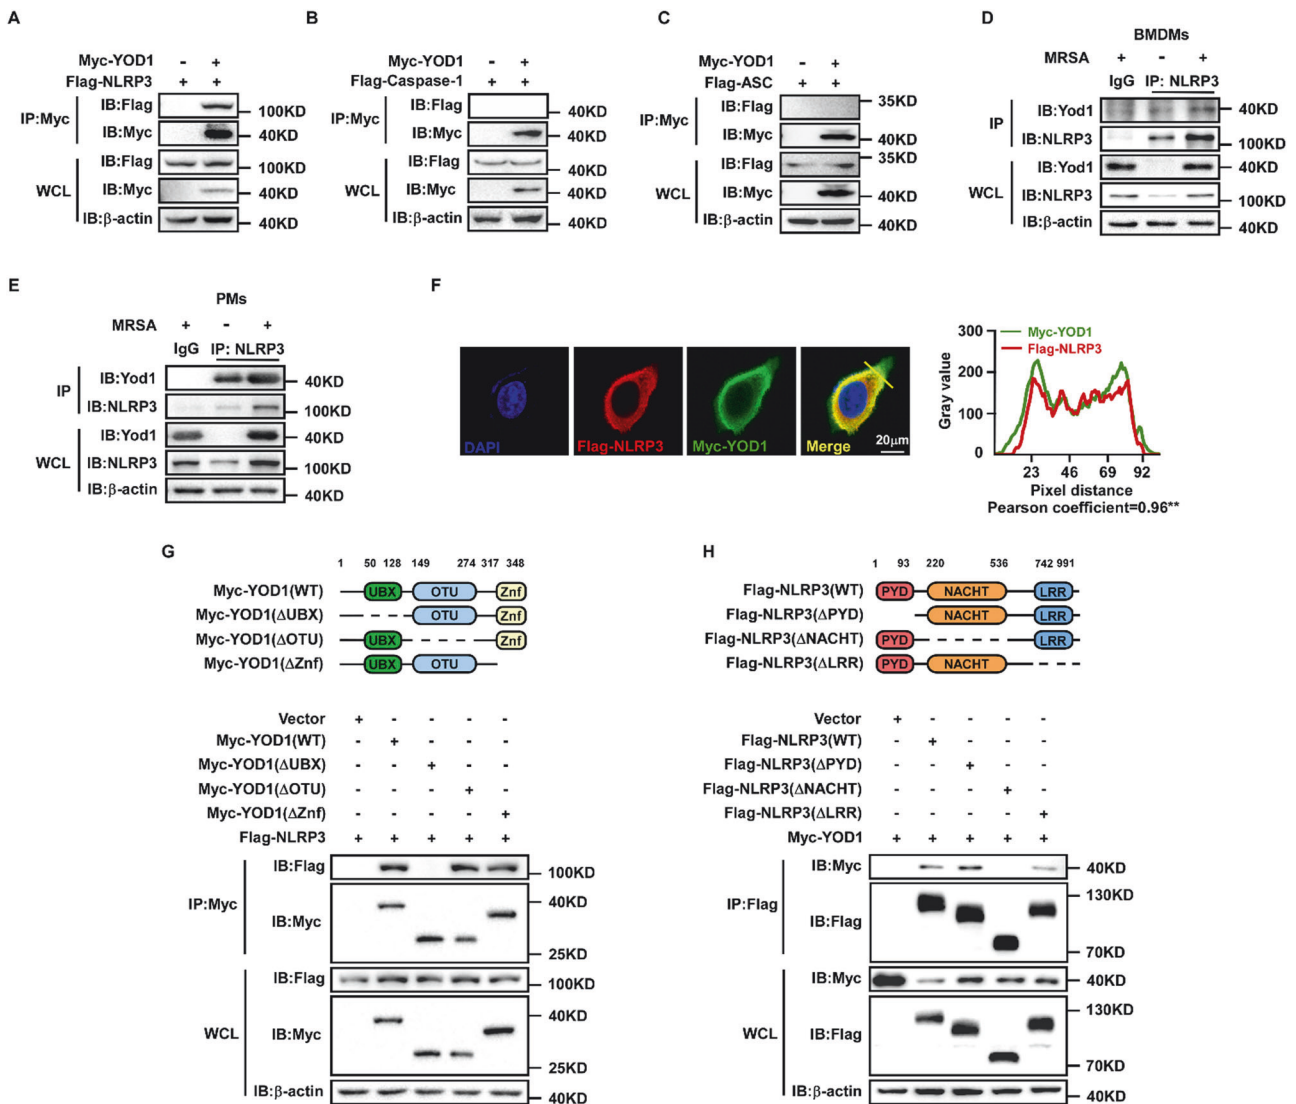 A
Myc-YOD1 - +
Flag-NLRP3 + +
IP:Myc
IB:Flag 100KD
IB:Myc 40KD
WCL
IB:Flag 100KD
IB:Myc 40KD
IB:β-actin 40KD
B
Myc-YOD1 - +
Flag-Caspase-1 + +
IP:Myc
IB:Flag 40KD
IB:Myc 40KD
WCL
IB:Flag 40KD
IB:Myc 40KD
IB:β-actin 40KD
C
Myc-YOD1 - +
Flag-ASC + +
IP:Myc
IB:Flag 35KD
IB:Myc 40KD
WCL
IB:Flag 35KD
IB:Myc 40KD
IB:β-actin 40KD
D
BMDMs
MRSA + - +
IgG IP: NLRP3
IP
IB:Yod1 40KD
IB:NLRP3 100KD
WCL
IB:Yod1 40KD
IB:NLRP3 100KD
IB:β-actin 40KD
E
PMs
MRSA + - +
IgG IP: NLRP3
IP
IB:Yod1 40KD
IB:NLRP3 100KD
WCL
IB:Yod1 40KD
IB:NLRP3 100KD
IB:β-actin 40KD
F
DAPI
Flag-NLRP3
Myc-YOD1
Merge
20μm
Myc-YOD1
Flag-NLRP3
Gray value
300
200
100
0
23 46 69 92
Pixel distance
Pearson coefficient=0.96**
G
1 50 128 149 274 317 348
Myc-YOD1(WT) UBX OTU Znf
Myc-YOD1(ΔUBX) OTU Znf
Myc-YOD1(ΔOTU) UBX Znf
Myc-YOD1(ΔZnf) UBX OTU
Vector + - - - -
Myc-YOD1(WT) - + - - -
Myc-YOD1(ΔUBX) - - + - -
Myc-YOD1(ΔOTU) - - - + -
Myc-YOD1(ΔZnf) - - - - +
Flag-NLRP3 + + + + +
IP:Myc
IB:Flag 100KD
IB:Myc 40KD
25KD
WCL
IB:Flag 100KD
IB:Myc 40KD
25KD
IB:β-actin 40KD
H
1 93 220 536 742 991
Flag-NLRP3(WT) PYD NACHT LRR
Flag-NLRP3(ΔPYD) NACHT LRR
Flag-NLRP3(ΔNACHT) PYD LRR
Flag-NLRP3(ΔLRR) PYD NACHT
Vector + - - - -
Flag-NLRP3(WT) - + - - -
Flag-NLRP3(ΔPYD) - - + - -
Flag-NLRP3(ΔNACHT) - - - + -
Flag-NLRP3(ΔLRR) - - - - +
Myc-YOD1 + + + + +
IP:Flag
IB:Myc 40KD
IB:Flag 130KD
70KD
WCL
IB:Myc 40KD
IB:Flag 130KD
70KD
IB:β-actin 40KD